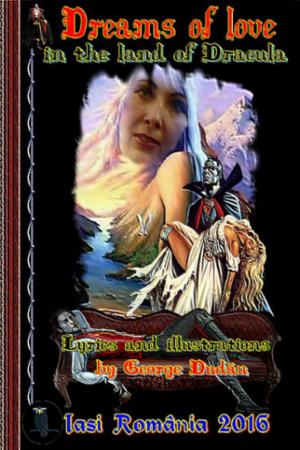 Dreams of love
in the land of Dracula
Lyrics and illustrations
by George Dudău
Iasi România 2016